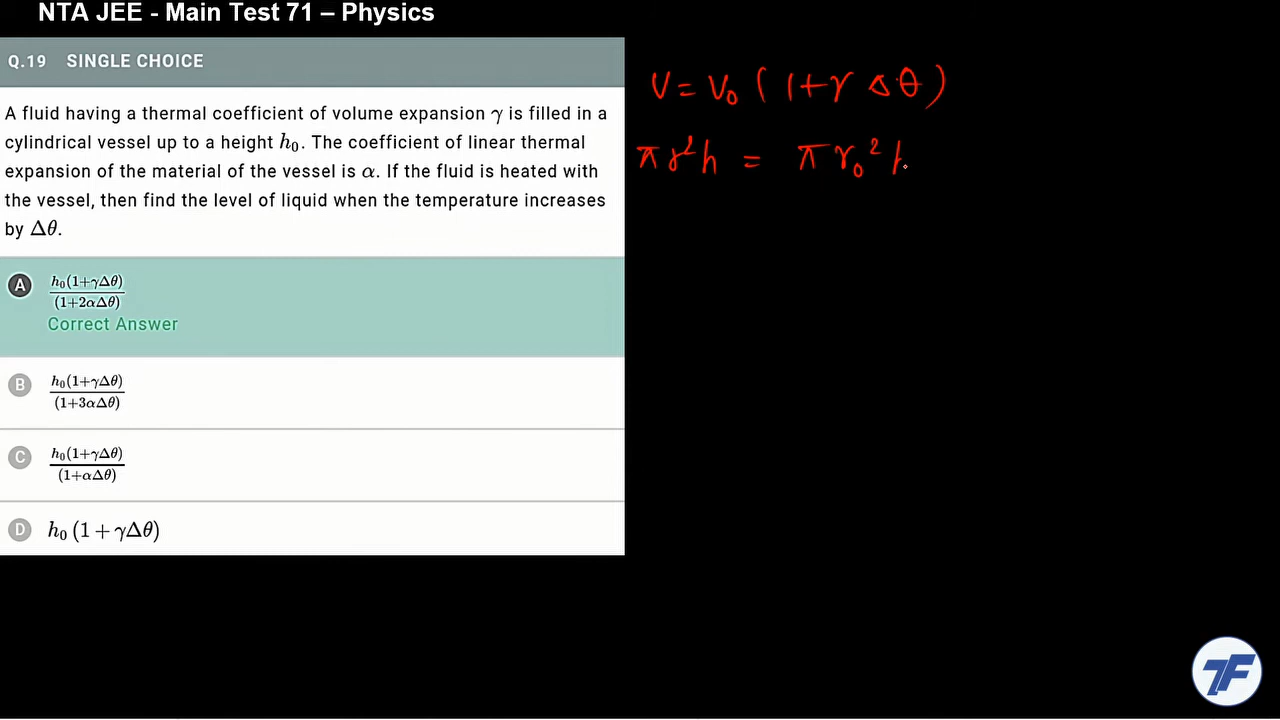 NTA JEE - Main Test 71 – Physics
Q.19 SINGLE CHOICE
A fluid having a thermal coefficient of volume expansion γ is filled in a
cylindrical vessel up to a height h₀. The coefficient of linear thermal
expansion of the material of the vessel is α. If the fluid is heated with
the vessel, then find the level of liquid when the temperature increases
by Δθ.
A h₀(1+γΔθ)/(1+2αΔθ)
Correct Answer
B h₀(1+γΔθ)/(1+3αΔθ)
C h₀(1+γΔθ)/(1+αΔθ)
D h₀(1+γΔθ)
V = V₀ (1+γ Δθ)
πr²h = πr₀²